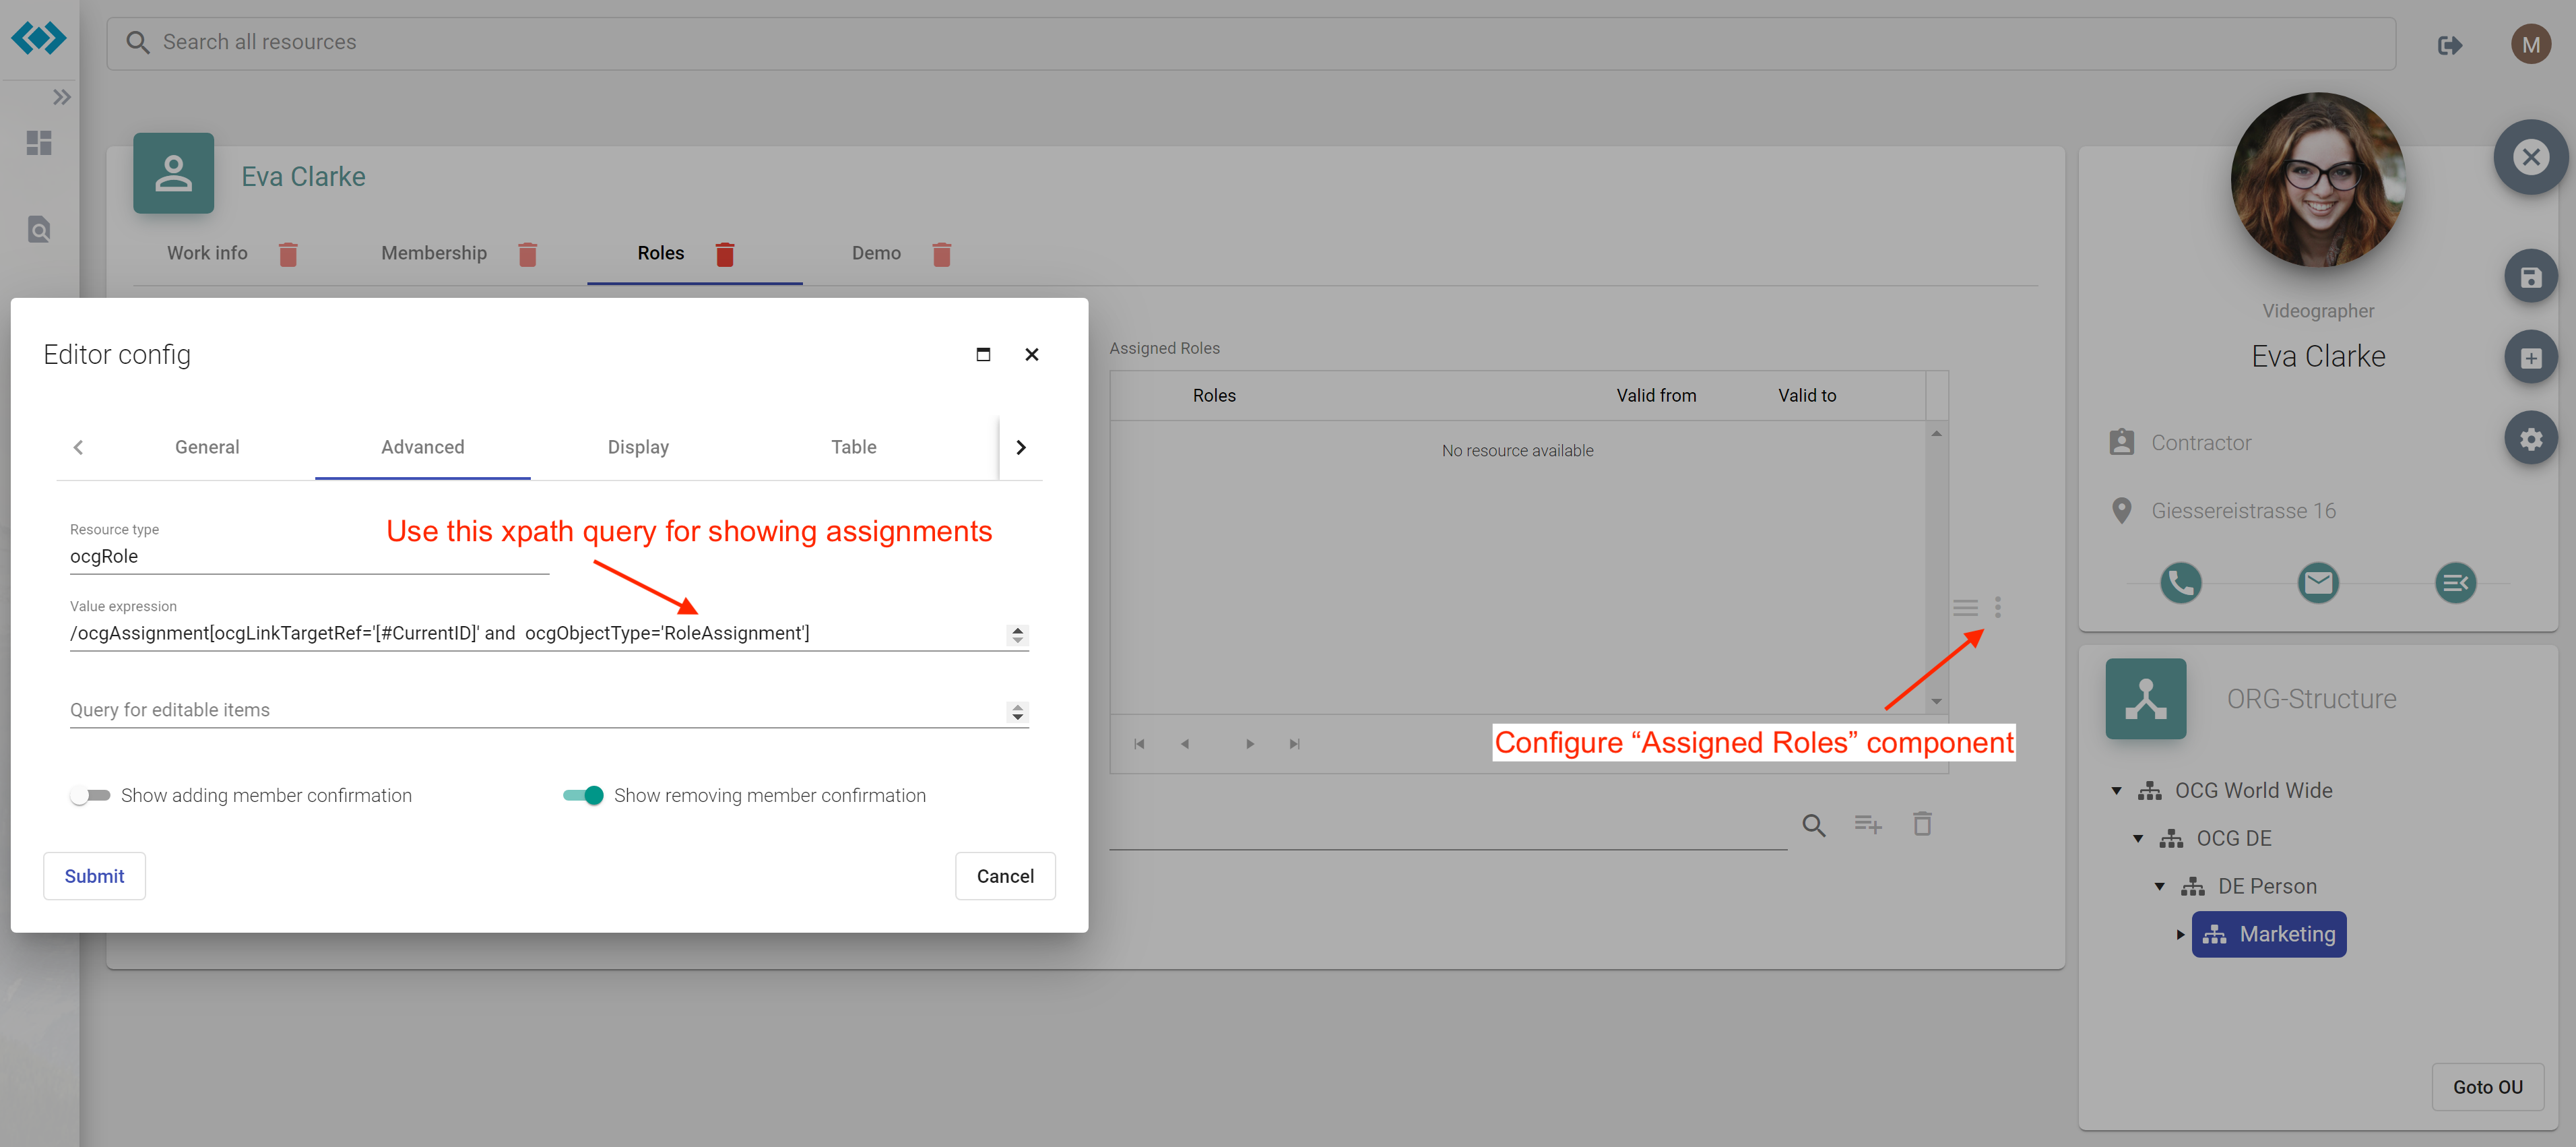 Search all resources
M
Eva Clarke
Work info
Membership
Roles
Demo
Editor config
General
Advanced
Display
Table
Resource type
ocgRole
Use this xpath query for showing assignments
Value expression
/ocgAssignment[ocgLinkTargetRef='[#CurrentID]' and  ocgObjectType='RoleAssignment']
Query for editable items
Show adding member confirmation
Show removing member confirmation
Submit
Cancel
Assigned Roles
Roles
Valid from
Valid to
No resource available
Configure “Assigned Roles” component
Videographer
Eva Clarke
Contractor
Giessereistrasse 16
ORG-Structure
OCG World Wide
OCG DE
DE Person
Marketing
Goto OU